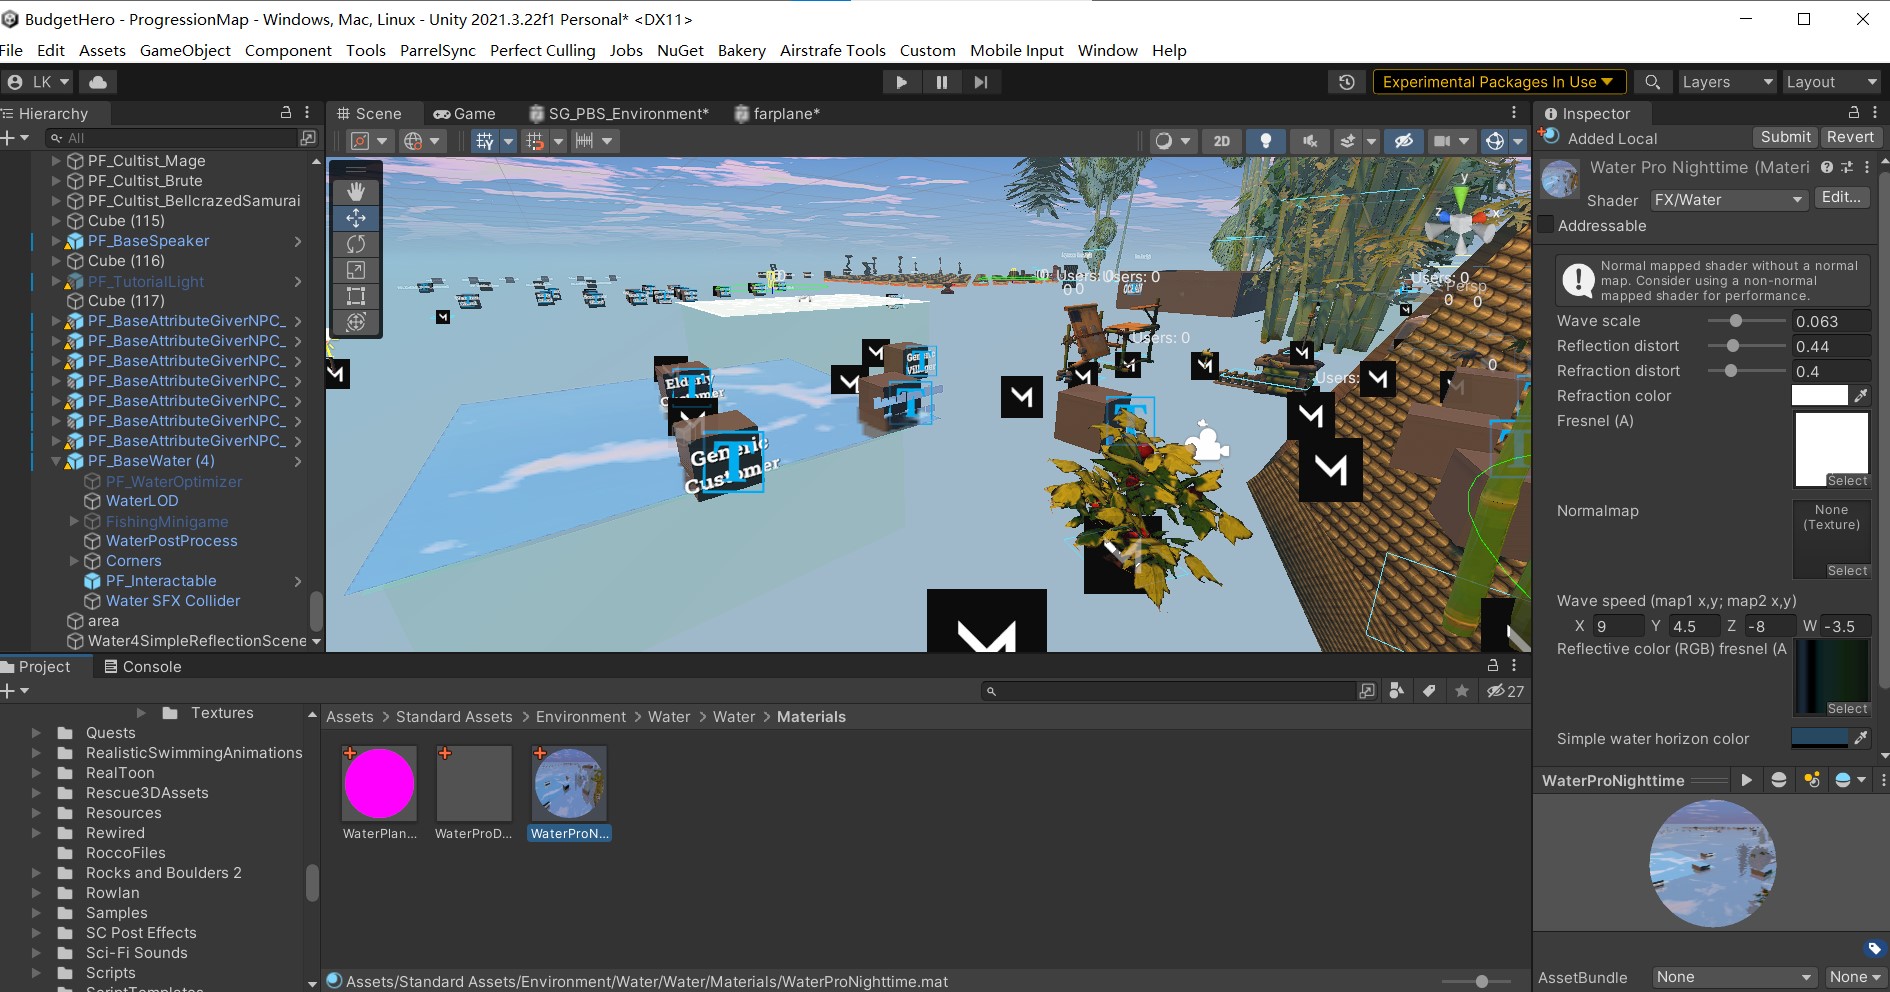 BudgetHero - ProgressionMap - Windows, Mac, Linux - Unity 2021.3.22f1 Personal* <DX11>
File Edit Assets GameObject Component Tools ParrelSync Perfect Culling Jobs NuGet Bakery Airstrafe Tools Custom Mobile Input Window Help
LK Experimental Packages In Use Layers Layout
Hierarchy
All
PF_Cultist_Mage
PF_Cultist_Brute
PF_Cultist_BellcrazedSamurai
Cube (115)
PF_BaseSpeaker
Cube (116)
PF_TutorialLight
Cube (117)
PF_BaseAttributeGiverNPC_
PF_BaseAttributeGiverNPC_
PF_BaseAttributeGiverNPC_
PF_BaseAttributeGiverNPC_
PF_BaseAttributeGiverNPC_
PF_BaseAttributeGiverNPC_
PF_BaseAttributeGiverNPC_
PF_BaseWater (4)
PF_WaterOptimizer
WaterLOD
FishingMinigame
WaterPostProcess
Corners
PF_Interactable
Water SFX Collider
area
Water4SimpleReflectionScene
Scene Game SG_PBS_Environment* farplane*
2D
y
z x
Persp
Users: 0
Users: 0
Users: 0
Users: 0
Users:
Elderly
Customer
Generic
Customer
Inspector
Added Local Submit Revert
Water Pro Nighttime (Materi
Shader FX/Water Edit...
Addressable
Normal mapped shader without a normal
map. Consider using a non-normal
mapped shader for performance.
Wave scale 0.063
Reflection distort 0.44
Refraction distort 0.4
Refraction color
Fresnel (A)
Select
Normalmap None
(Texture)
Select
Wave speed (map1 x,y; map2 x,y)
X 9 Y 4.5 Z -8 W -3.5
Reflective color (RGB) fresnel (A
Select
Simple water horizon color
WaterProNighttime
AssetBundle None None
Project Console
27
Textures
Quests
RealisticSwimmingAnimations
RealToon
Rescue3DAssets
Resources
Rewired
RoccoFiles
Rocks and Boulders 2
Rowlan
Samples
SC Post Effects
Sci-Fi Sounds
Scripts
ScriptTemplates
Assets > Standard Assets > Environment > Water > Water > Materials
WaterPlan... WaterProD... WaterProN...
Assets/Standard Assets/Environment/Water/Water/Materials/WaterProNighttime.mat